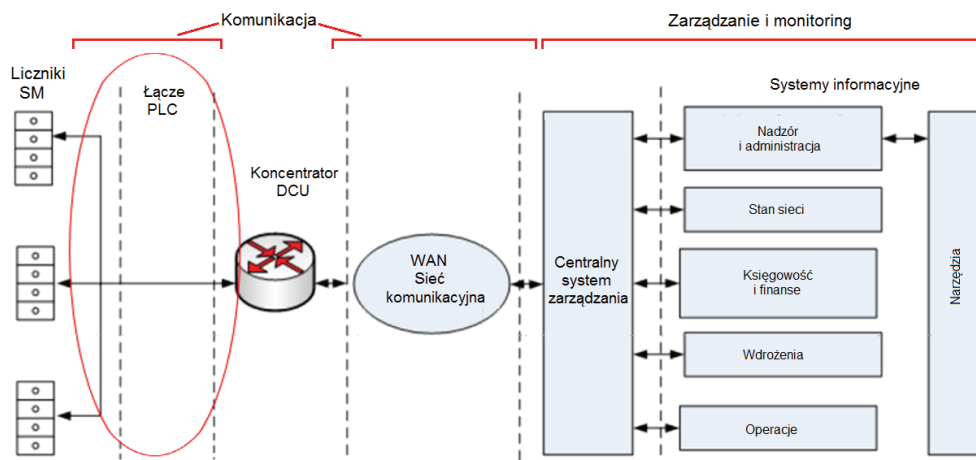 Komunikacja
Zarządzanie i monitoring
Liczniki
SM
Łącze
PLC
Koncentrator
DCU
WAN
Sieć
komunikacyjna
Centralny
system
zarządzania
Systemy informacyjne
Nadzór
i administracja
Stan sieci
Księgowość
i finanse
Wdrożenia
Operacje
Narzędzia